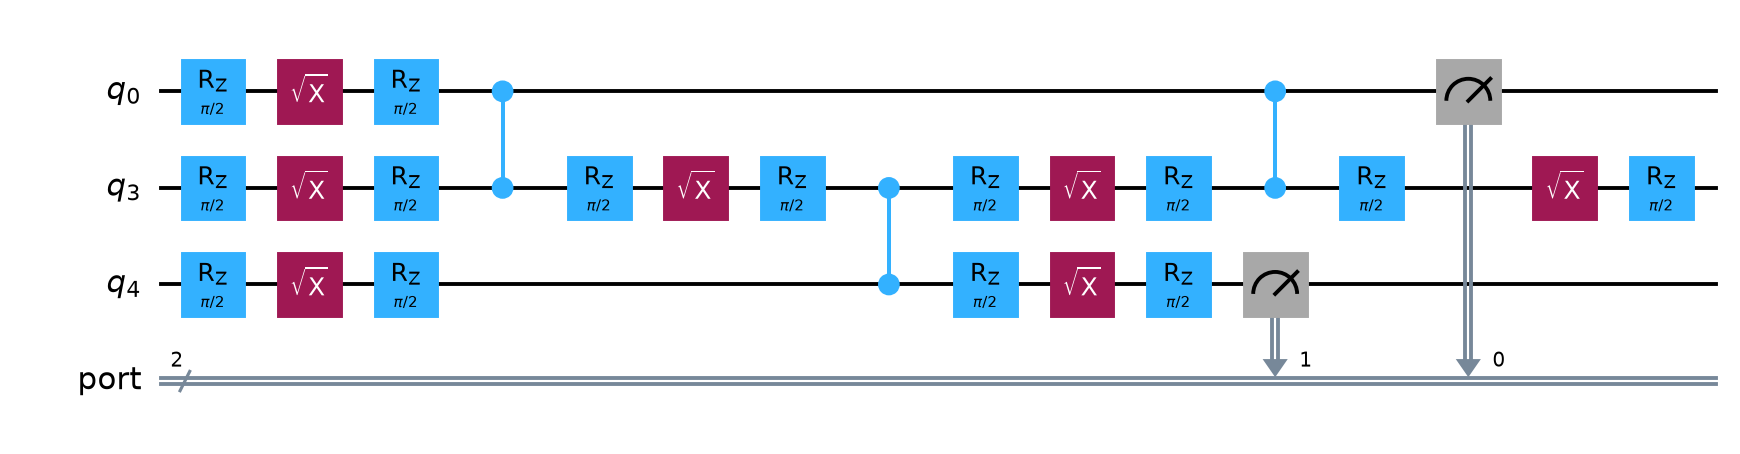 q0 RZ π/2 √X RZ π/2
q3 RZ π/2 √X RZ π/2 RZ π/2 √X RZ π/2 RZ π/2 √X RZ π/2 RZ π/2 √X RZ π/2
q4 RZ π/2 √X RZ π/2 RZ π/2 √X RZ π/2
port 2 1 0